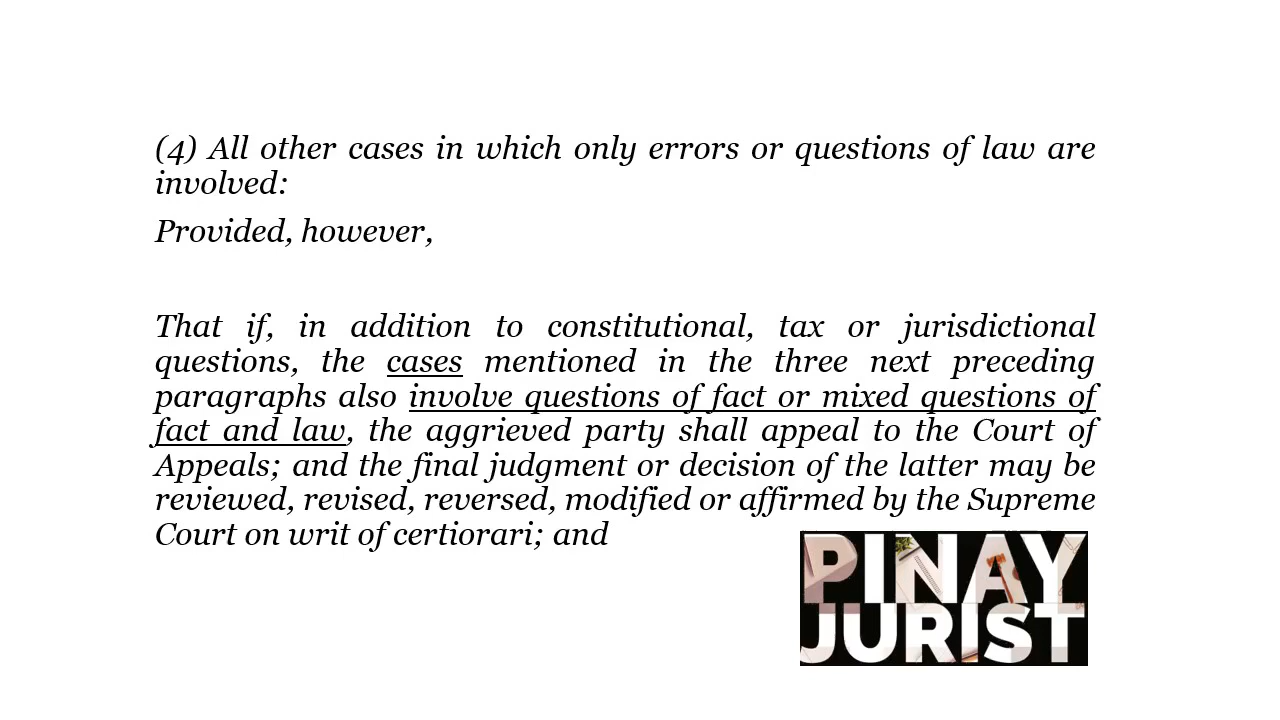 (4) All other cases in which only errors or questions of law are
involved:
Provided, however,
That if, in addition to constitutional, tax or jurisdictional
questions, the cases mentioned in the three next preceding
paragraphs also involve questions of fact or mixed questions of
fact and law, the aggrieved party shall appeal to the Court of
Appeals; and the final judgment or decision of the latter may be
reviewed, revised, reversed, modified or affirmed by the Supreme
Court on writ of certiorari; and
PINAY
JURIST